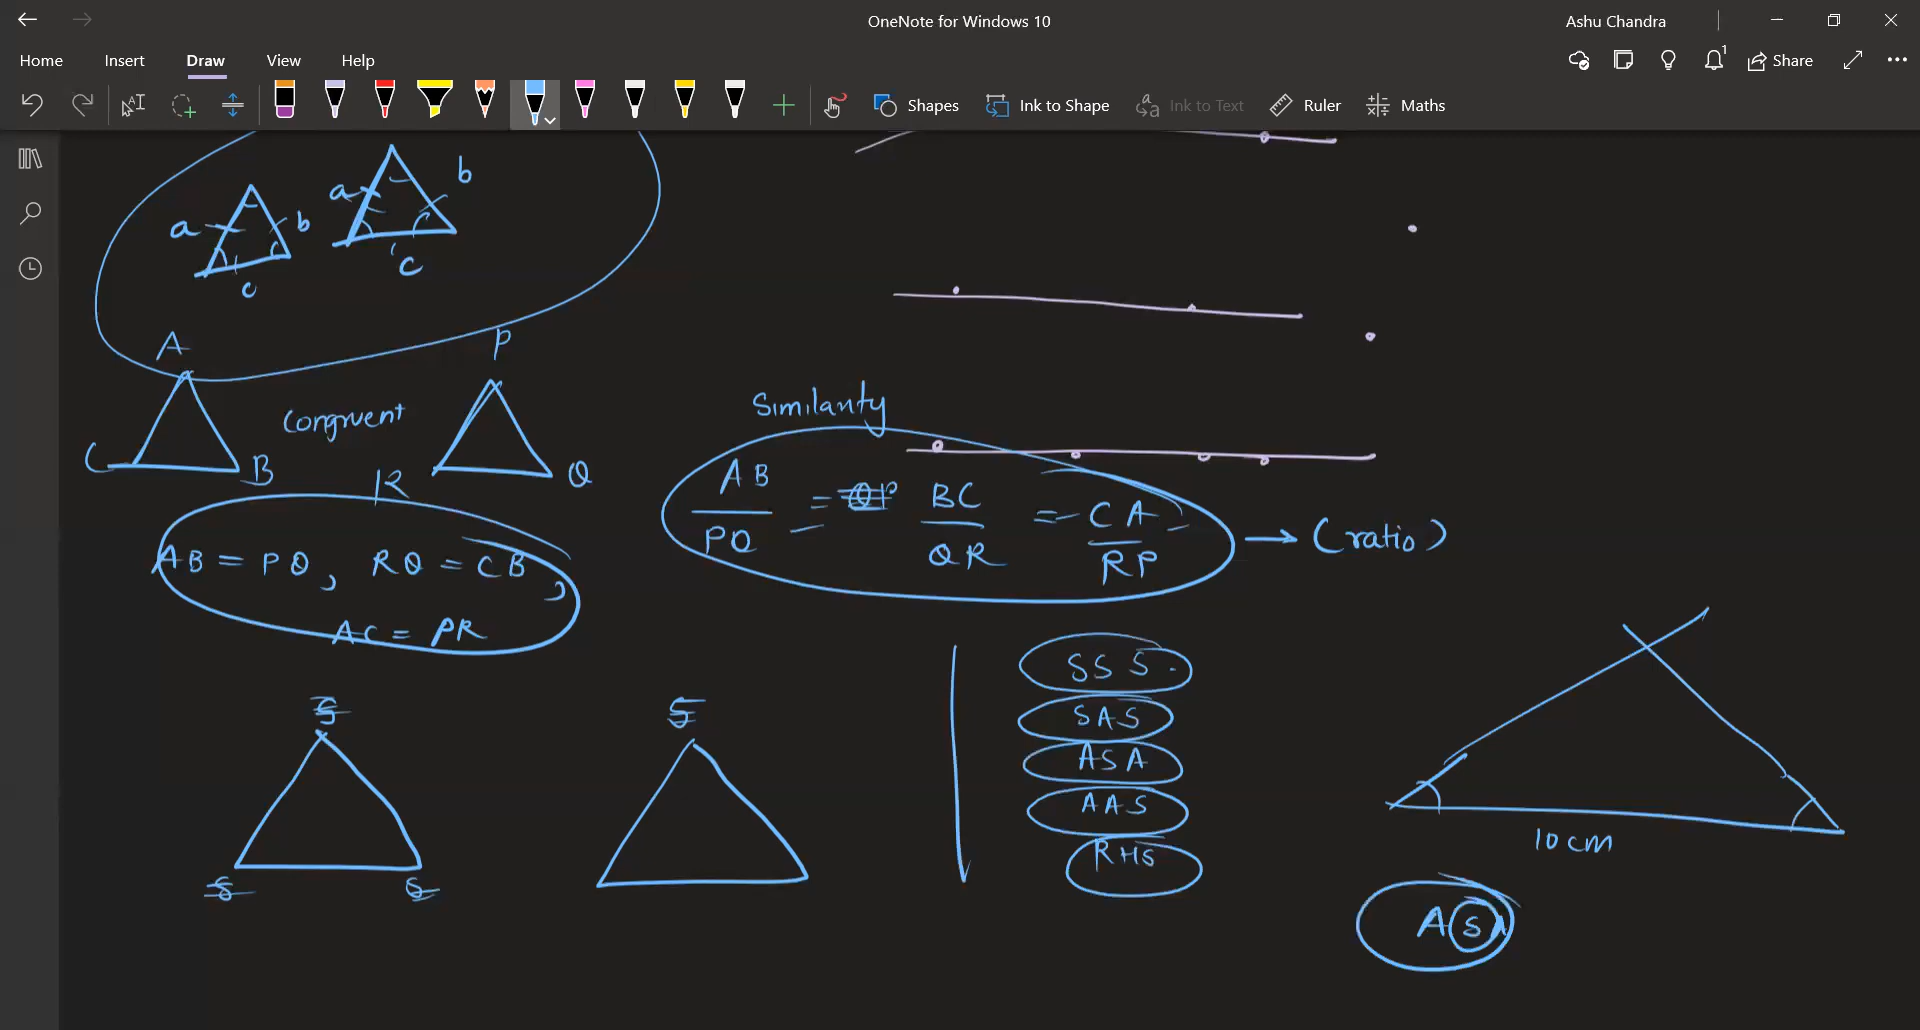 OneNote for Windows 10
Ashu Chandra
Home Insert Draw View Help
1
Share
Shapes Ink to Shape Ink to Text Ruler Maths
a b c
a b c
A
C B
congruent
P
R Q
AB = PQ, RQ = CB,
AC = PR
Similarity
AB/PQ = BC/QR = CA/RP → (ratio)
S
S S
S
SSS
SAS
ASA
AAS
RHS
10 cm
ASA